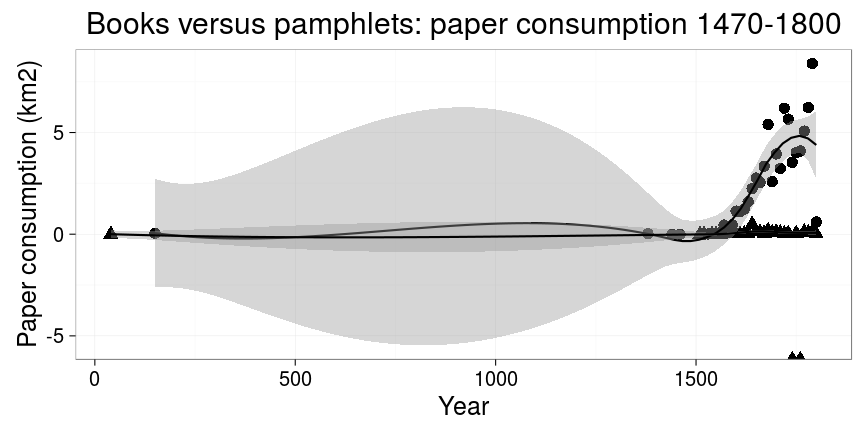 Books versus pamphlets: paper consumption 1470-1800
Paper consumption (km2)
5
0
-5
0 500 1000 1500
Year